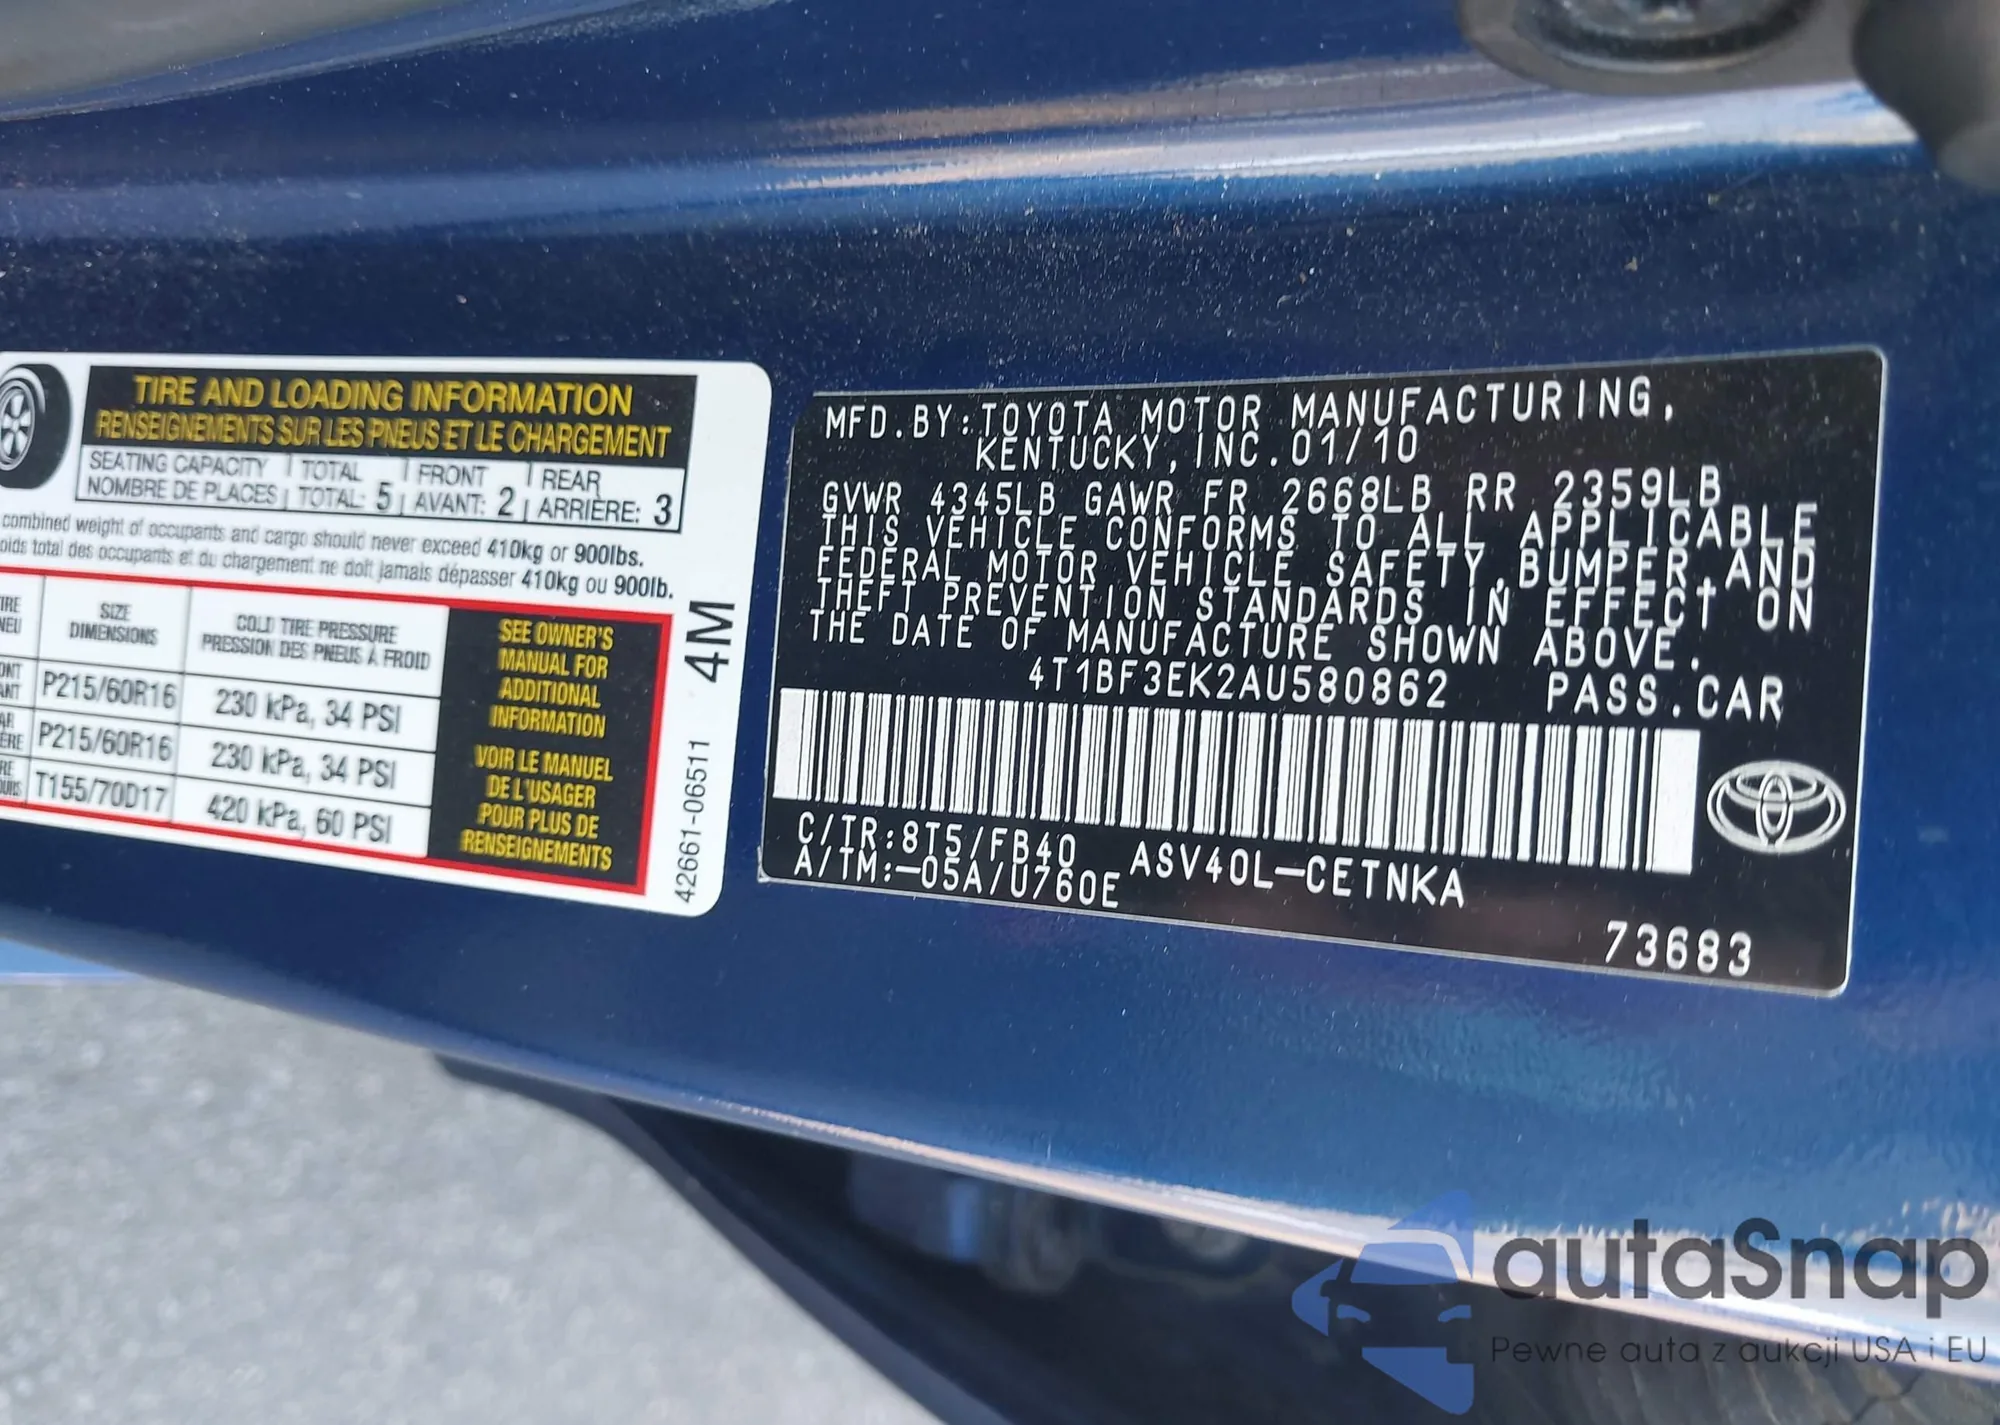 TIRE AND LOADING INFORMATION
RENSEIGNEMENTS SUR LES PNEUS ET LE CHARGEMENT
SEATING CAPACITY TOTAL FRONT REAR
NOMBRE DE PLACES TOTAL: 5 AVANT: 2 ARRIÈRE: 3
combined weight of occupants and cargo should never exceed 410kg or 900lbs.
total des occupants et du chargement ne doit jamais dépasser 410kg ou 900lb.
SIZE
DIMENSIONS
COLD TIRE PRESSURE
PRESSION DES PNEUS À FROID
P215/60R16 230 kPa, 34 PSI
P215/60R16 230 kPa, 34 PSI
T155/70D17 420 kPa, 60 PSI
SEE OWNER'S
MANUAL FOR
ADDITIONAL
INFORMATION
VOIR LE MANUEL
DE L'USAGER
POUR PLUS DE
RENSEIGNEMENTS
4M
42661-06511
MFD.BY:TOYOTA MOTOR MANUFACTURING,
KENTUCKY,INC.01/10
GVWR 4345LB GAWR FR 2668LB RR 2359LB
THIS VEHICLE CONFORMS TO ALL APPLICABLE
FEDERAL MOTOR VEHICLE SAFETY,BUMPER,AND
THEFT PREVENTION STANDARDS IN EFFECT ON
THE DATE OF MANUFACTURE SHOWN ABOVE.
4T1BF3EK2AU580862 PASS.CAR
C/TR:8T5/FB40 ASV40L-CETNKA
A/TM:-05A/U760E
73683
autaSnap
Pewne auta z aukcji USA i EU